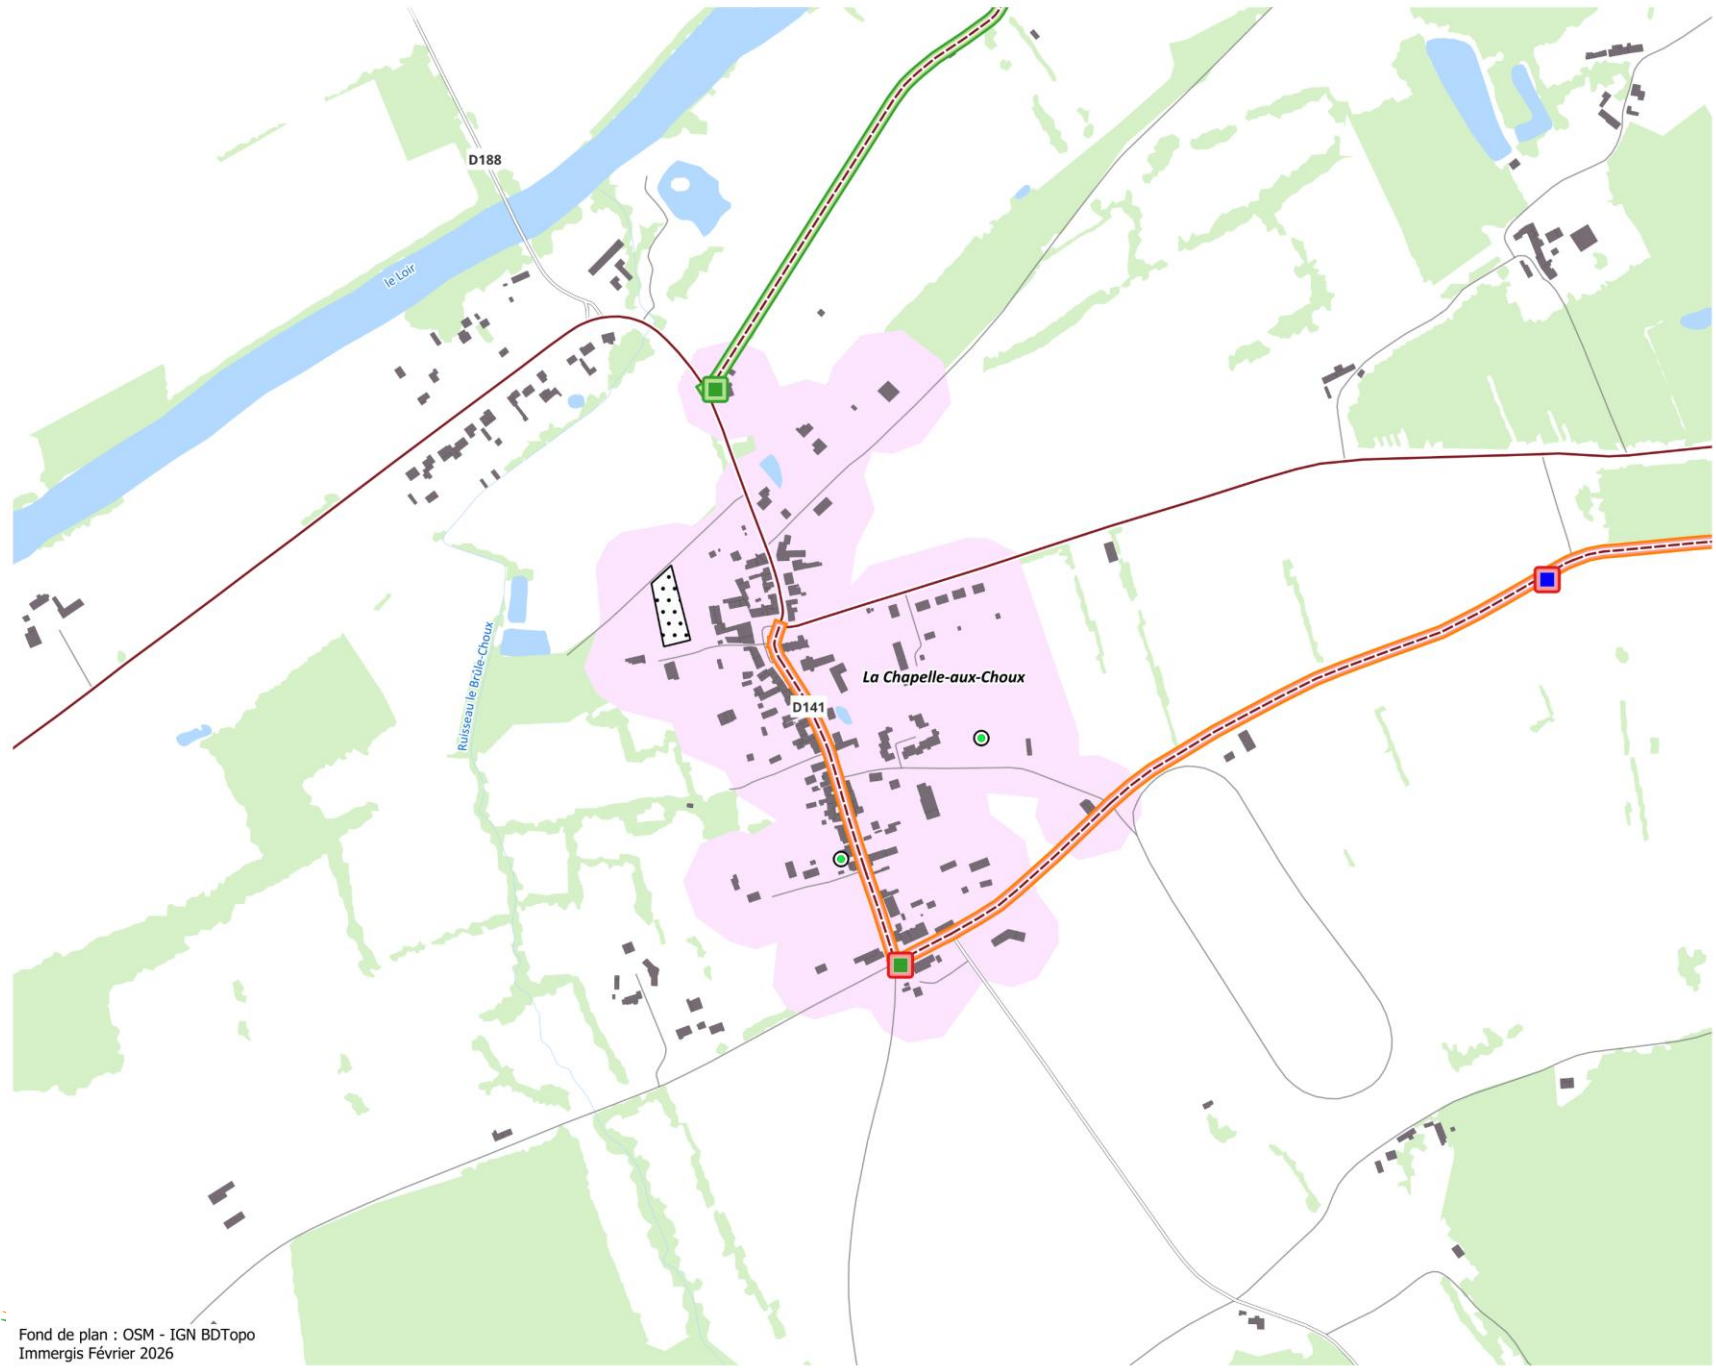 D188
le Loir
Ruisseau le Brûle-Choux
La Chapelle-aux-Choux
D141
Fond de plan : OSM - IGN BDTopo
Immergis Février 2026